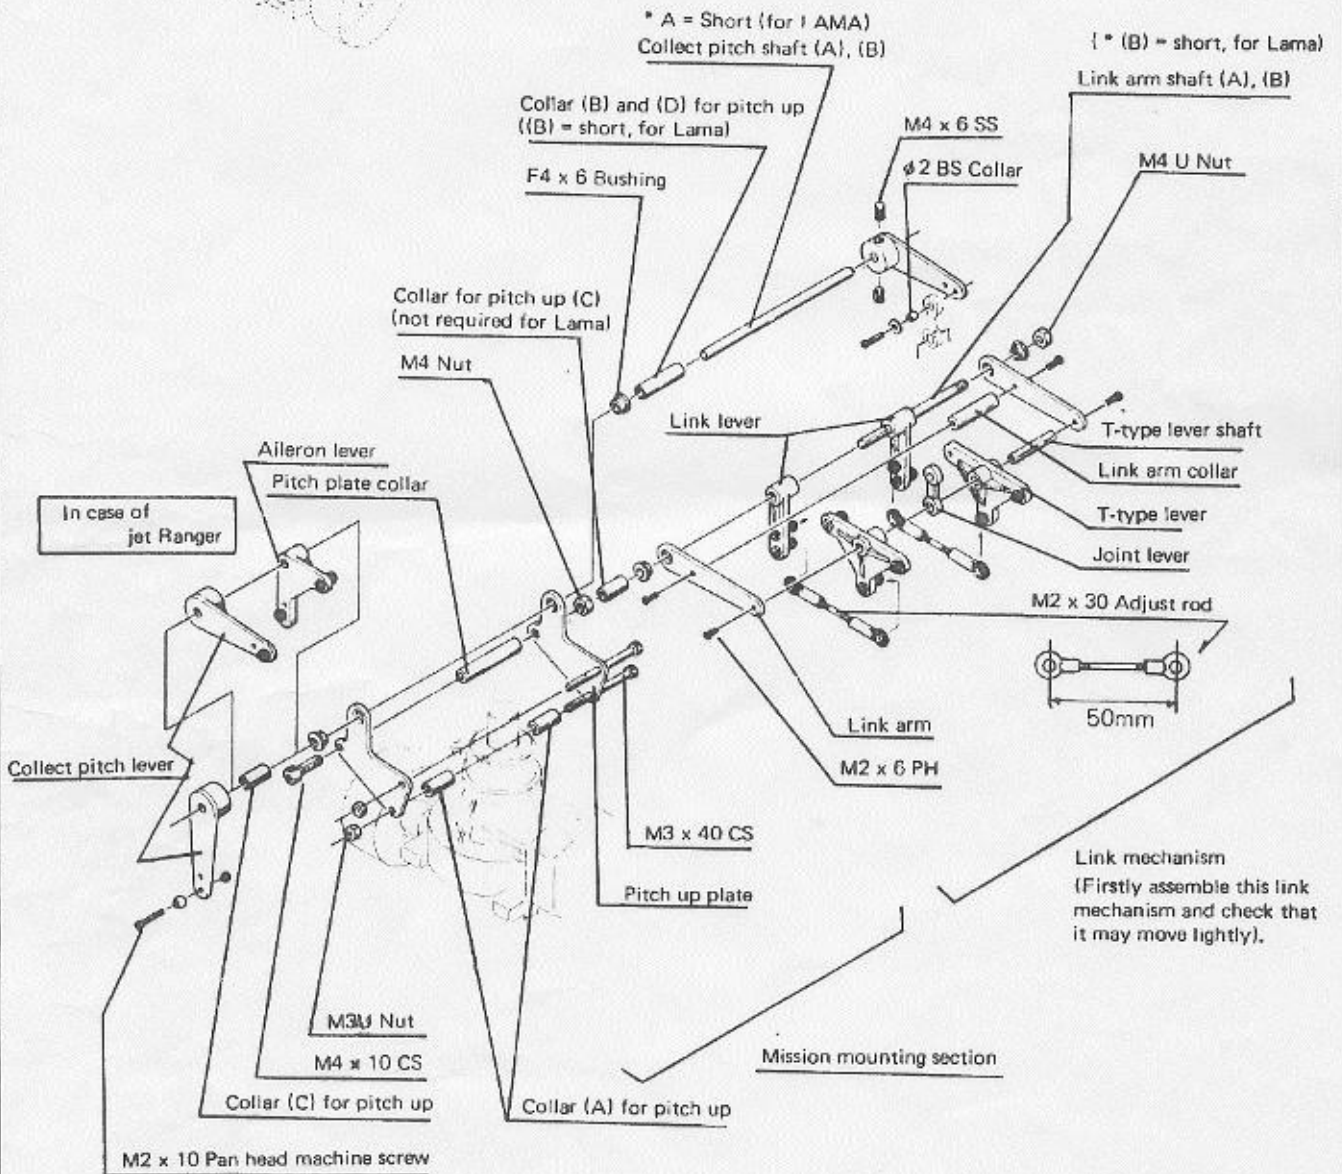 * A = Short (for LAMA)
Collect pitch shaft (A), (B)
{ * (B) = short, for Lama)
Link arm shaft (A), (B)
Collar (B) and (D) for pitch up
((B) = short, for Lama)
M4 x 6 SS
ϕ2 BS Collar
M4 U Nut
F4 x 6 Bushing
Collar for pitch up (C)
(not required for Lama)
M4 Nut
Link lever
T-type lever shaft
Link arm collar
T-type lever
Joint lever
Aileron lever
Pitch plate collar
In case of
jet Ranger
M2 x 30 Adjust rod
50mm
Link arm
M2 x 6 PH
Collect pitch lever
M3 x 40 CS
Pitch up plate
Link mechanism
(Firstly assemble this link
mechanism and check that
it may move lightly).
M3 U Nut
M4 x 10 CS
Mission mounting section
Collar (C) for pitch up
Collar (A) for pitch up
M2 x 10 Pan head machine screw